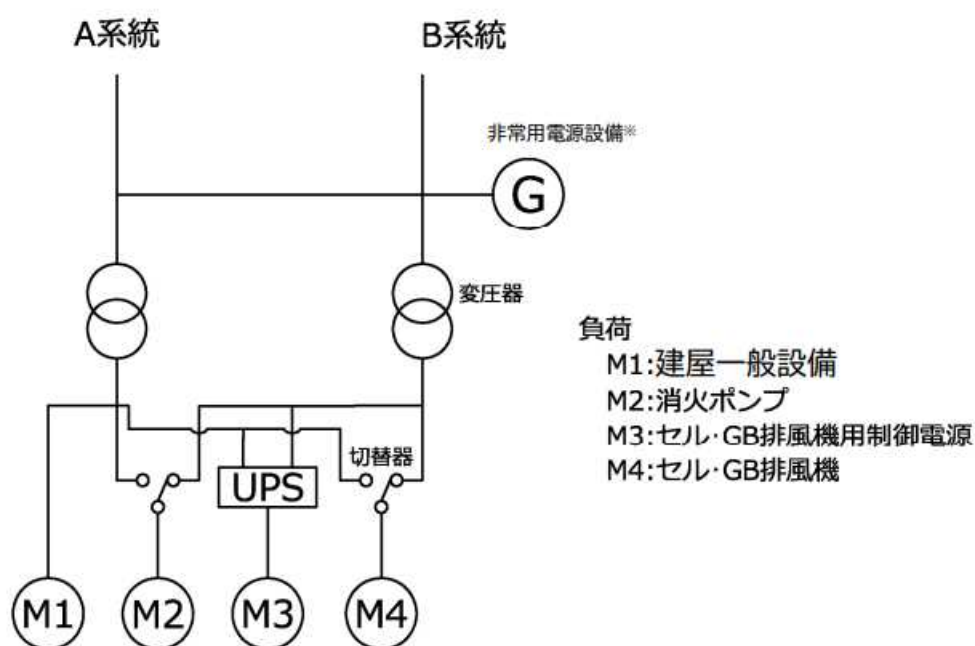 A系統
B系統
非常用電源設備※
G
変圧器
負荷
M1:建屋一般設備
M2:消火ポンプ
M3:セル･GB排風機用制御電源
M4:セル･GB排風機
切替器
UPS
M1
M2
M3
M4